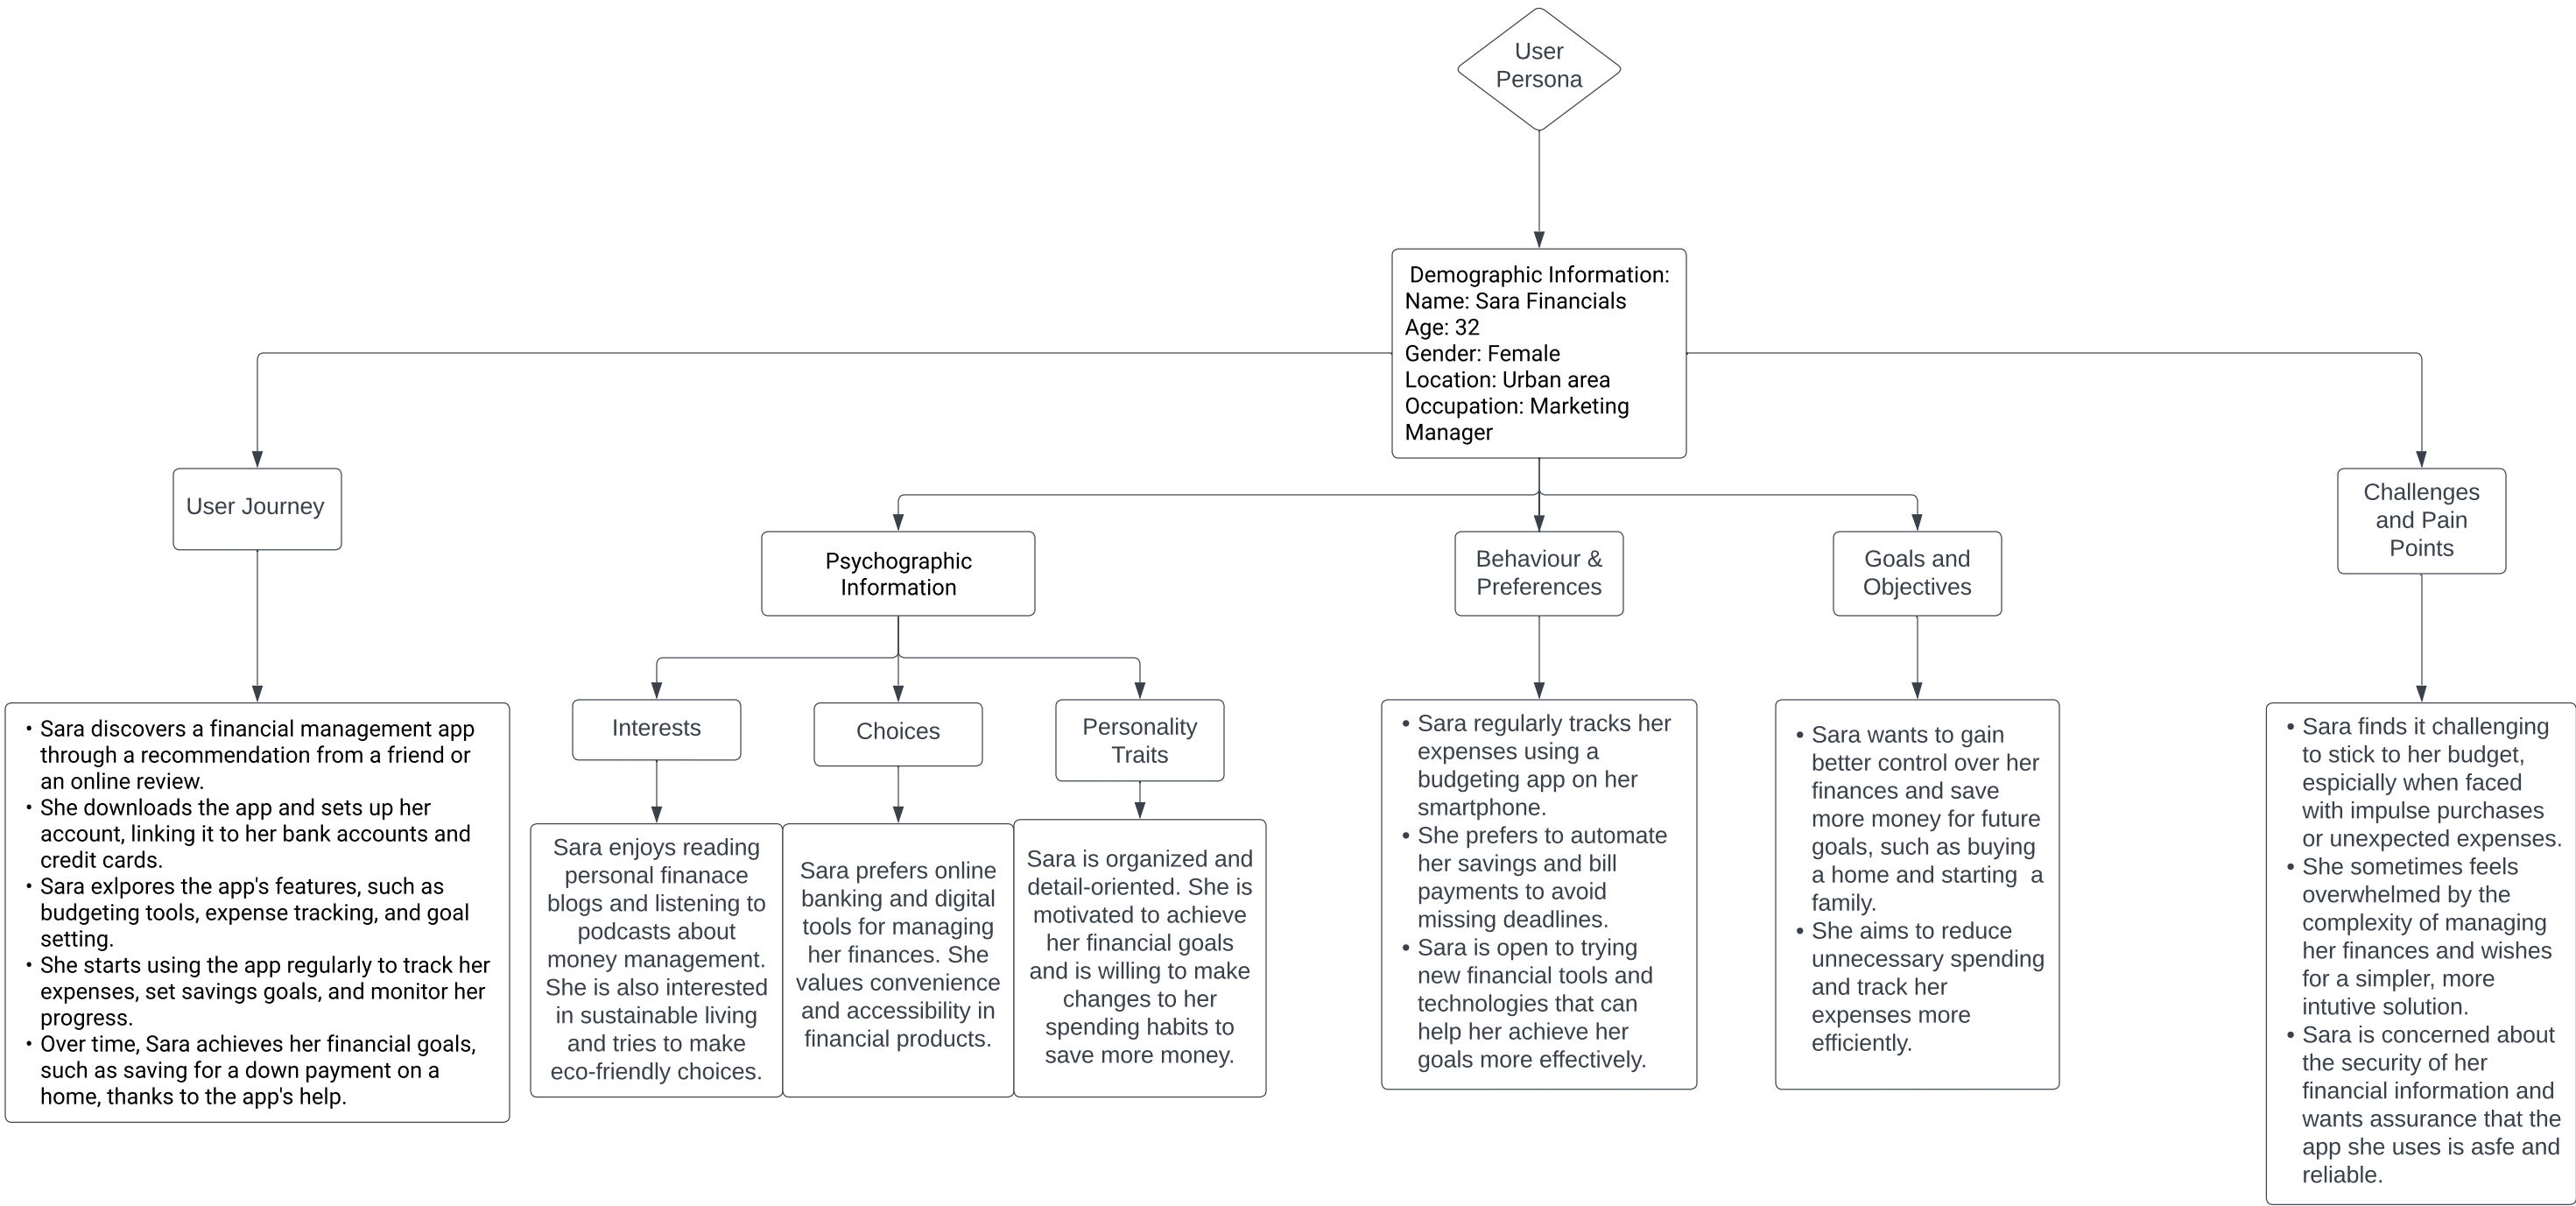 User
Persona
Demographic Information:
Name: Sara Financials
Age: 32
Gender: Female
Location: Urban area
Occupation: Marketing
Manager
User Journey
Psychographic
Information
Behaviour &
Preferences
Goals and
Objectives
Challenges
and Pain
Points
Interests
Choices
Personality
Traits
• Sara discovers a financial management app
through a recommendation from a friend or
an online review.
• She downloads the app and sets up her
account, linking it to her bank accounts and
credit cards.
• Sara exlpores the app's features, such as
budgeting tools, expense tracking, and goal
setting.
• She starts using the app regularly to track her
expenses, set savings goals, and monitor her
progress.
• Over time, Sara achieves her financial goals,
such as saving for a down payment on a
home, thanks to the app's help.
Sara enjoys reading
personal finanace
blogs and listening to
podcasts about
money management.
She is also interested
in sustainable living
and tries to make
eco-friendly choices.
Sara prefers online
banking and digital
tools for managing
her finances. She
values convenience
and accessibility in
financial products.
Sara is organized and
detail-oriented. She is
motivated to achieve
her financial goals
and is willing to make
changes to her
spending habits to
save more money.
• Sara regularly tracks her
expenses using a
budgeting app on her
smartphone.
• She prefers to automate
her savings and bill
payments to avoid
missing deadlines.
• Sara is open to trying
new financial tools and
technologies that can
help her achieve her
goals more effectively.
• Sara wants to gain
better control over her
finances and save
more money for future
goals, such as buying
a home and starting  a
family.
• She aims to reduce
unnecessary spending
and track her
expenses more
efficiently.
• Sara finds it challenging
to stick to her budget,
espicially when faced
with impulse purchases
or unexpected expenses.
• She sometimes feels
overwhelmed by the
complexity of managing
her finances and wishes
for a simpler, more
intutive solution.
• Sara is concerned about
the security of her
financial information and
wants assurance that the
app she uses is asfe and
reliable.